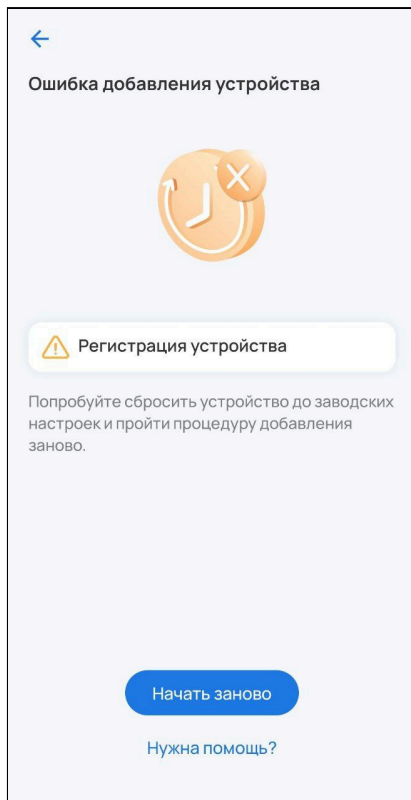 Ошибка добавления устройства
Регистрация устройства
Попробуйте сбросить устройство до заводских
настроек и пройти процедуру добавления
заново.
Начать заново
Нужна помощь?